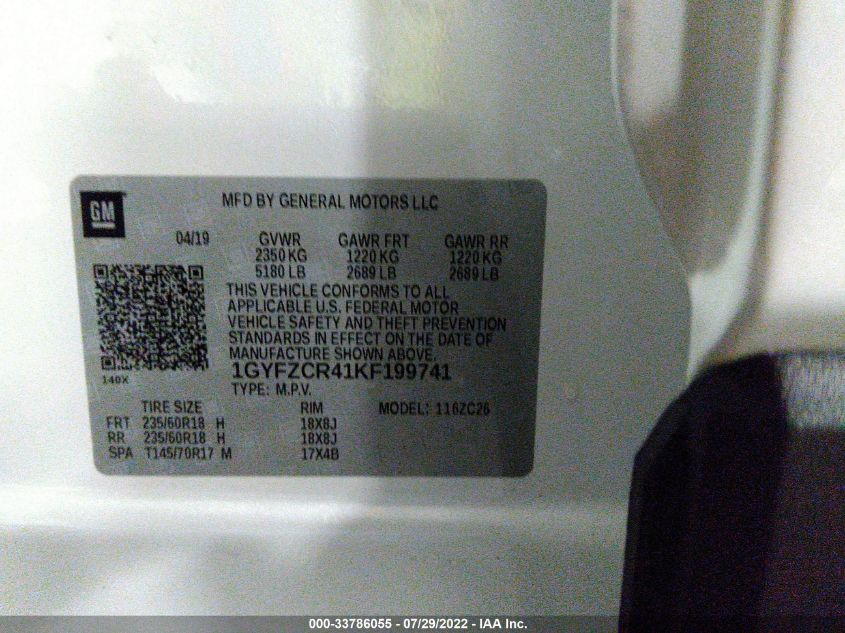 GM
MFD BY GENERAL MOTORS LLC
04/19 GVWR GAWR FRT GAWR RR
2350 KG 1220 KG 1220 KG
5180 LB 2689 LB 2689 LB
THIS VEHICLE CONFORMS TO ALL
APPLICABLE U.S. FEDERAL MOTOR
VEHICLE SAFETY AND THEFT PREVENTION
STANDARDS IN EFFECT ON THE DATE OF
MANUFACTURE SHOWN ABOVE.
140X
1GYFZCR41KF199741
TYPE: M.P.V.
TIRE SIZE RIM MODEL: 116ZC26
FRT 235/60R18 H 18X8J
RR 235/60R18 H 18X8J
SPA T145/70R17 M 17X4B
000-33786055 - 07/29/2022 - IAA Inc.